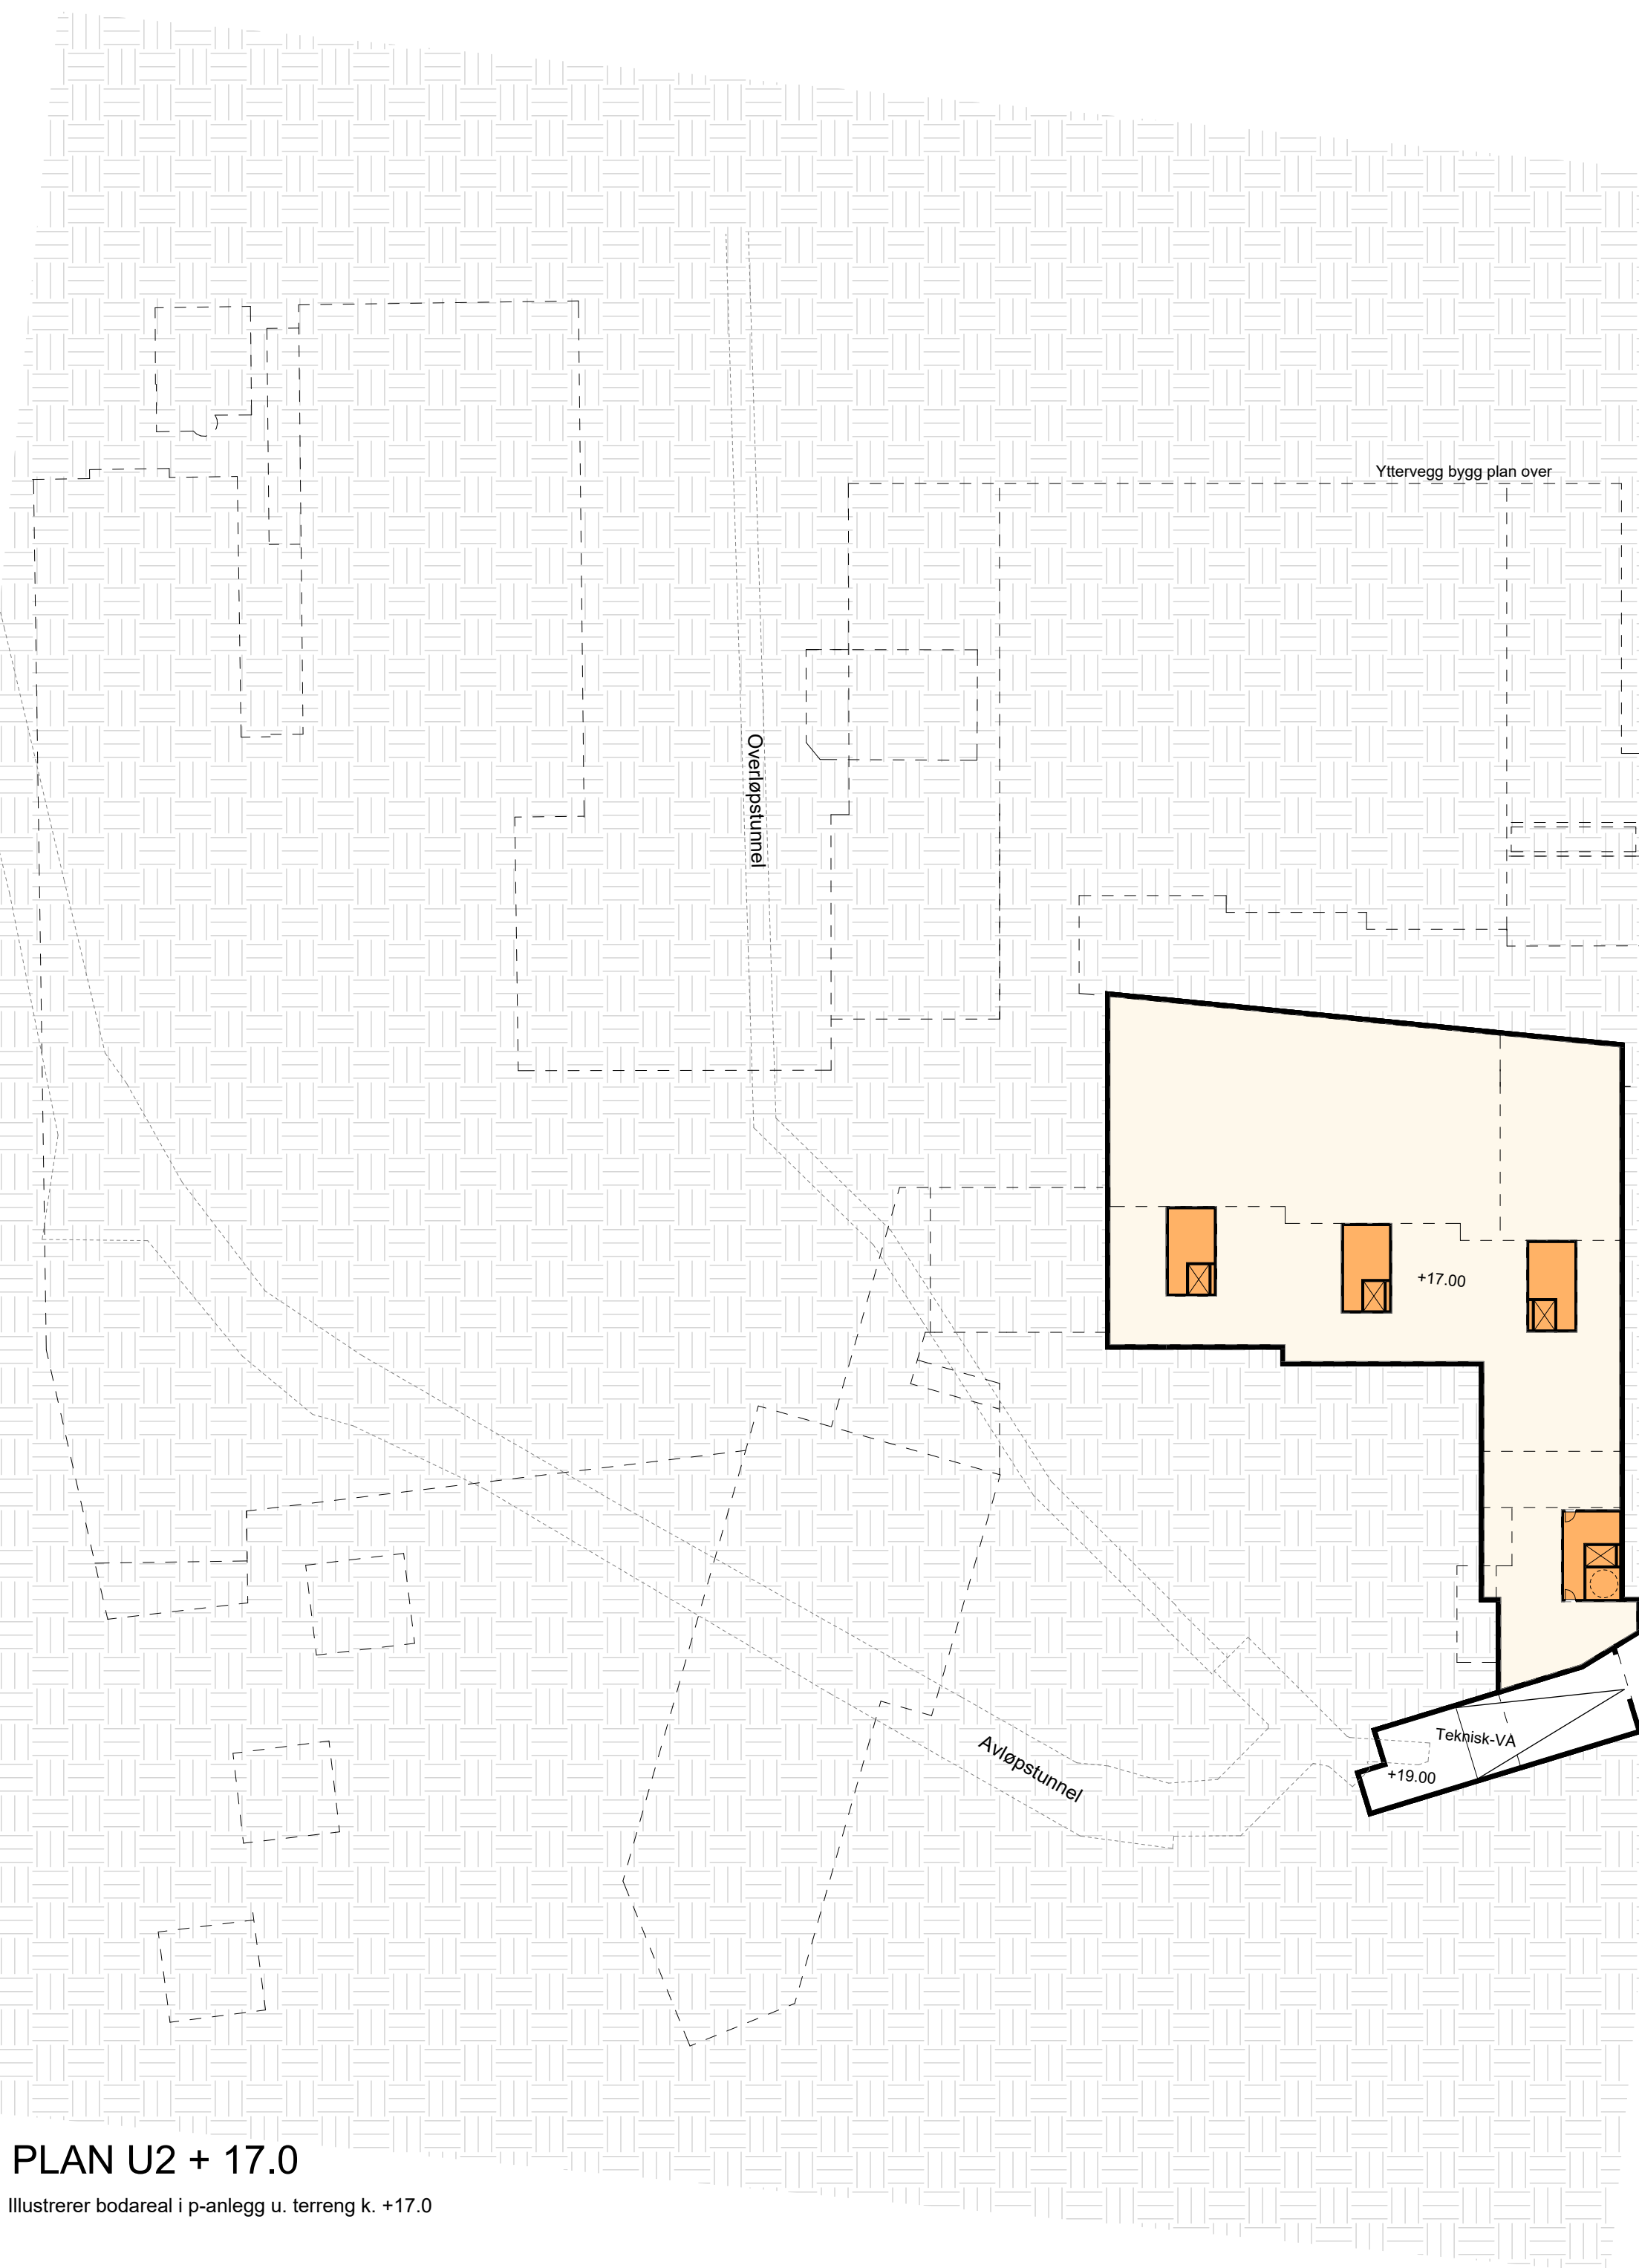 Yttervegg bygg plan over
Overløpstunnel
+17.00
Teknisk-VA
+19.00
Avløpstunnel
PLAN U2 + 17.0
Illustrerer bodareal i p-anlegg u. terreng k. +17.0